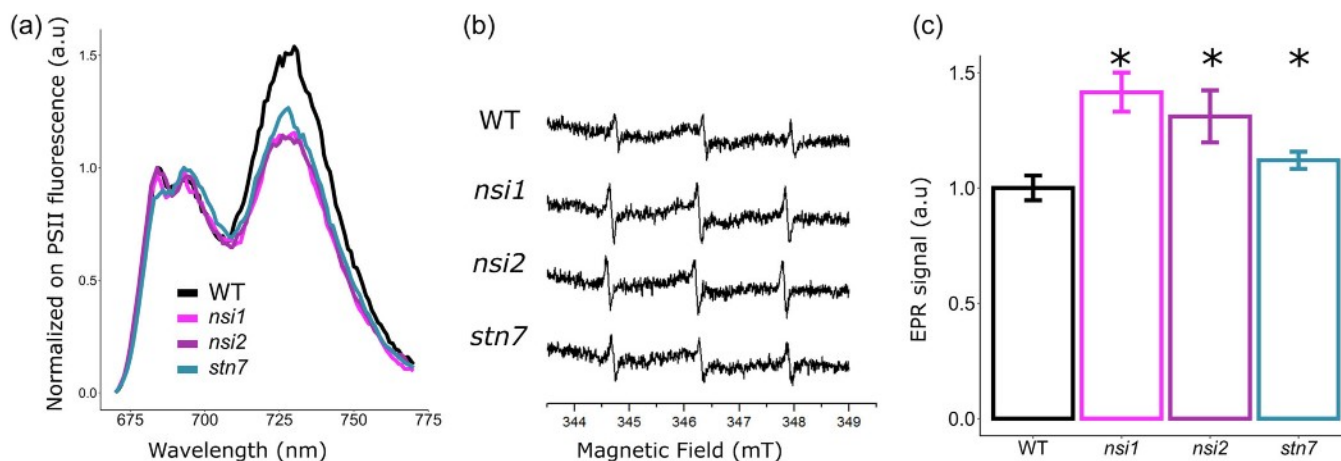 (a)
Normalized on PSII fluorescence (a.u)
1.5
1.0
0.5
0.0
WT
nsi1
nsi2
stn7
675 700 725 750 775
Wavelength (nm)
(b)
WT
nsi1
nsi2
stn7
344 345 346 347 348 349
Magnetic Field (mT)
(c)
EPR signal (a.u)
1.5
1.0
0.5
0.0
* * *
WT nsi1 nsi2 stn7